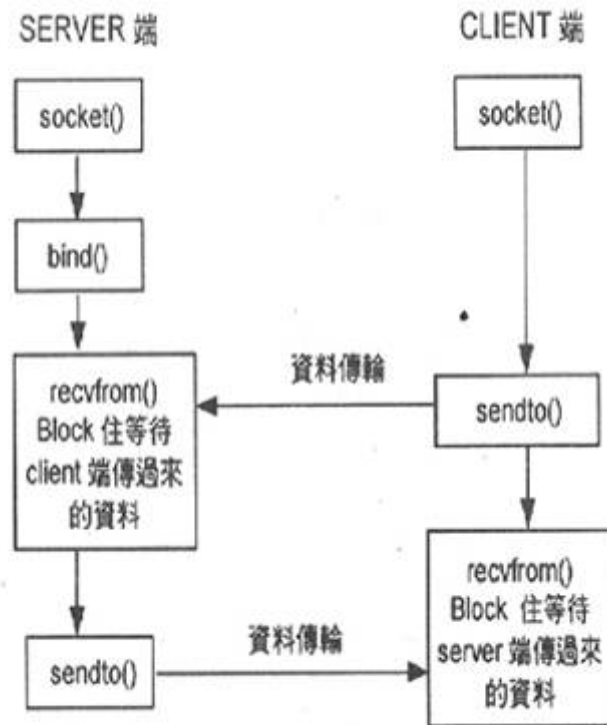 SERVER 端
CLIENT 端
socket()
socket()
bind()
資料傳輸
recvfrom()
Block 住等待
client 端傳過來
的資料
sendto()
recvfrom()
Block 住等待
server 端傳過來
的資料
資料傳輸
sendto()